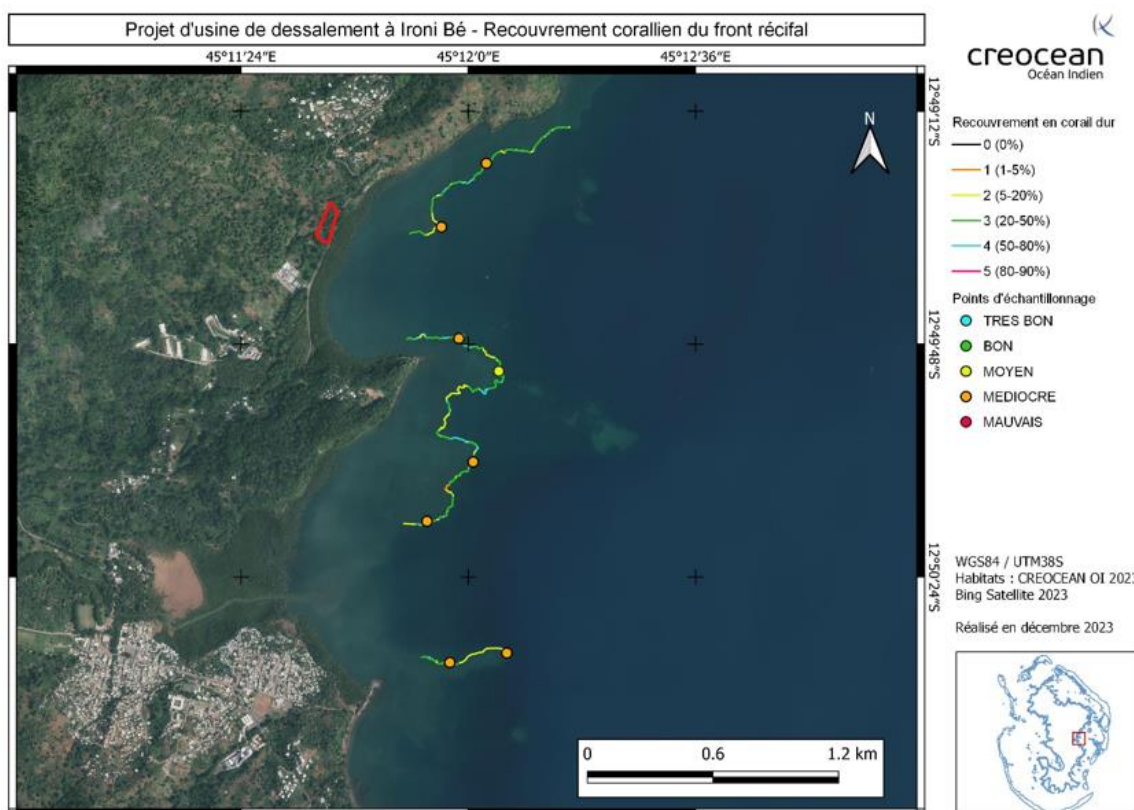 Projet d'usine de dessalement à Ironi Bé - Recouvrement corallien du front récifal
creocean
Océan Indien
45°11'24"E
45°12'0"E
45°12'36"E
12°49'12"S
12°49'48"S
12°50'24"S
N
Recouvrement en corail dur
0 (0%)
1 (1-5%)
2 (5-20%)
3 (20-50%)
4 (50-80%)
5 (80-90%)
Points d'échantillonnage
TRES BON
BON
MOYEN
MEDIOCRE
MAUVAIS
WGS84 / UTM38S
Habitats : CREOCEAN OI 2023
Bing Satellite 2023
Réalisé en décembre 2023
0
0.6
1.2 km